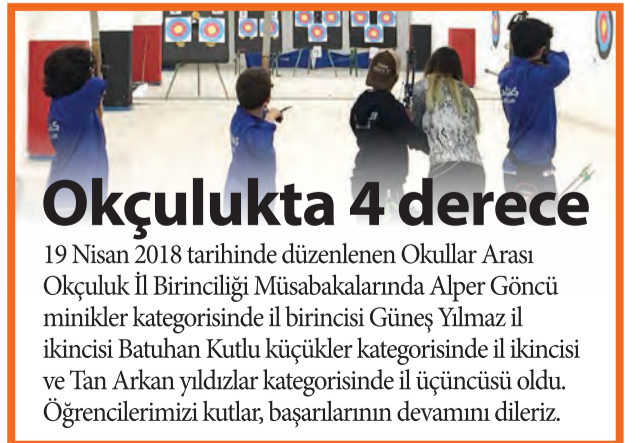 Okçulukta 4 derece
19 Nisan 2018 tarihinde düzenlenen Okullar Arası
Okçuluk İl Birinciliği Müsabakalarında Alper Göncü
minikler kategorisinde il birincisi Güneş Yılmaz il
ikincisi Batuhan Kutlu küçükler kategorisinde il ikincisi
ve Tan Arkan yıldızlar kategorisinde il üçüncüsü oldu.
Öğrencilerimizi kutlar, başarılarının devamını dileriz.